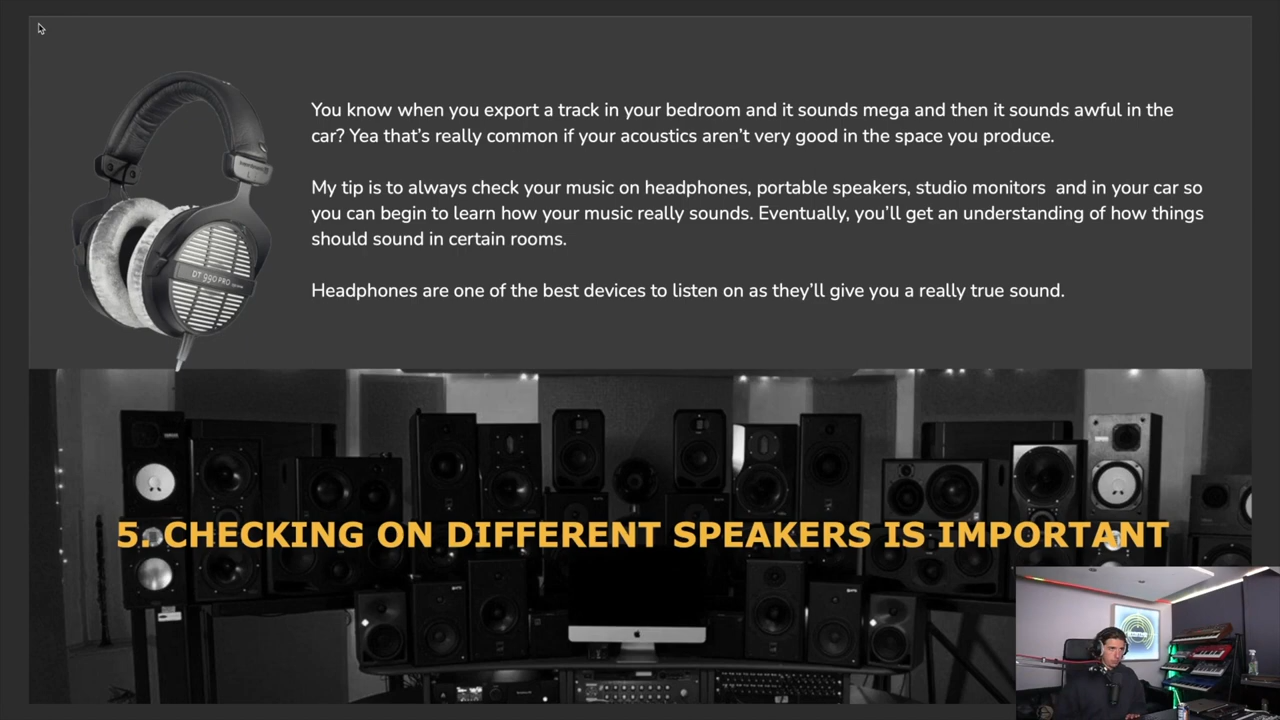 You know when you export a track in your bedroom and it sounds mega and then it sounds awful in the
car? Yea that’s really common if your acoustics aren’t very good in the space you produce.
My tip is to always check your music on headphones, portable speakers, studio monitors  and in your car so
you can begin to learn how your music really sounds. Eventually, you’ll get an understanding of how things
should sound in certain rooms.
Headphones are one of the best devices to listen on as they’ll give you a really true sound.
DT 990 PRO
5. CHECKING ON DIFFERENT SPEAKERS IS IMPORTANT